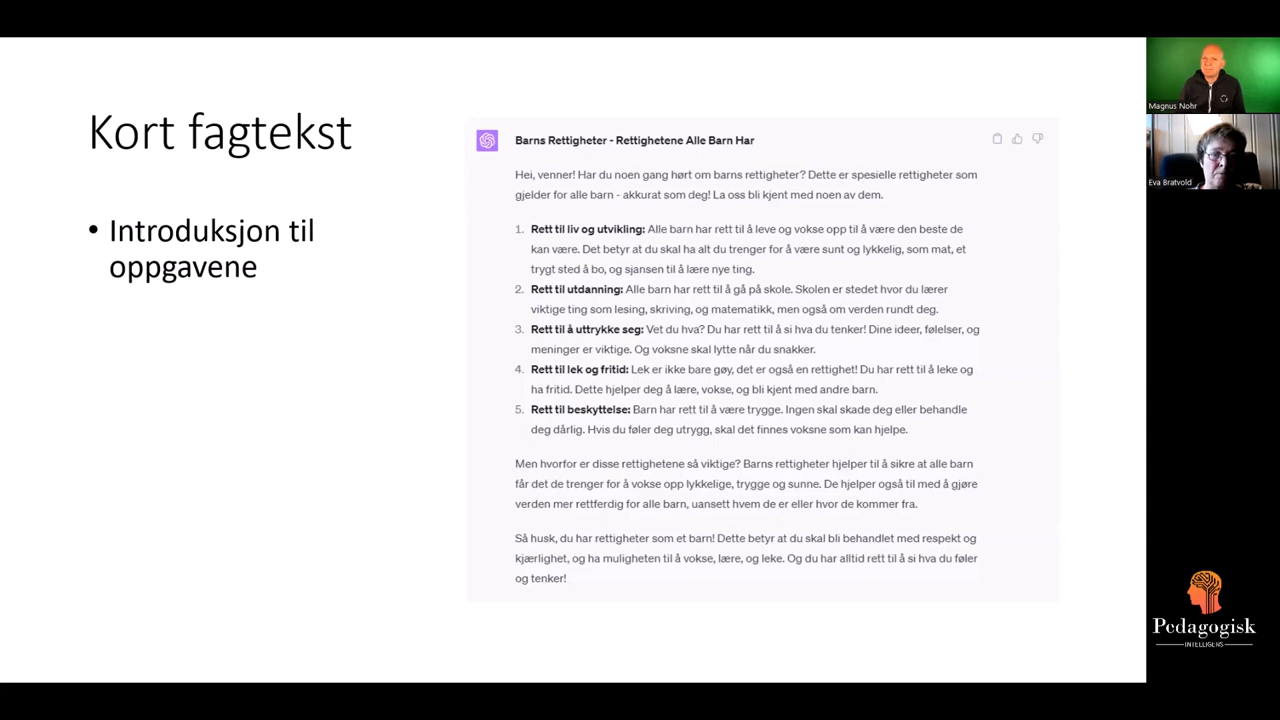 Kort fagtekst
• Introduksjon til
oppgavene
Barns Rettigheter - Rettighetene Alle Barn Har
Hei, venner! Har du noen gang hørt om barns rettigheter? Dette er spesielle rettigheter som
gjelder for alle barn - akkurat som deg! La oss bli kjent med noen av dem.
1. Rett til liv og utvikling: Alle barn har rett til å leve og vokse opp til å være den beste de
kan være. Det betyr at du skal ha alt du trenger for å være sunt og lykkelig, som mat, et
trygt sted å bo, og sjansen til å lære nye ting.
2. Rett til utdanning: Alle barn har rett til å gå på skole. Skolen er stedet hvor du lærer
viktige ting som lesing, skriving, og matematikk, men også om verden rundt deg.
3. Rett til å uttrykke seg: Vet du hva? Du har rett til å si hva du tenker! Dine ideer, følelser, og
meninger er viktige. Og voksne skal lytte når du snakker.
4. Rett til lek og fritid: Lek er ikke bare gøy, det er også en rettighet! Du har rett til å leke og
ha fritid. Dette hjelper deg å lære, vokse, og bli kjent med andre barn.
5. Rett til beskyttelse: Barn har rett til å være trygge. Ingen skal skade deg eller behandle
deg dårlig. Hvis du føler deg utrygg, skal det finnes voksne som kan hjelpe.
Men hvorfor er disse rettighetene så viktige? Barns rettigheter hjelper til å sikre at alle barn
får det de trenger for å vokse opp lykkelige, trygge og sunne. De hjelper også til med å gjøre
verden mer rettferdig for alle barn, uansett hvem de er eller hvor de kommer fra.
Så husk, du har rettigheter som et barn! Dette betyr at du skal bli behandlet med respekt og
kjærlighet, og ha muligheten til å vokse, lære, og leke. Og du har alltid rett til å si hva du føler
og tenker!
Magnus Nohr
Eva Bratvold
Pedagogisk
INTELLIGENS